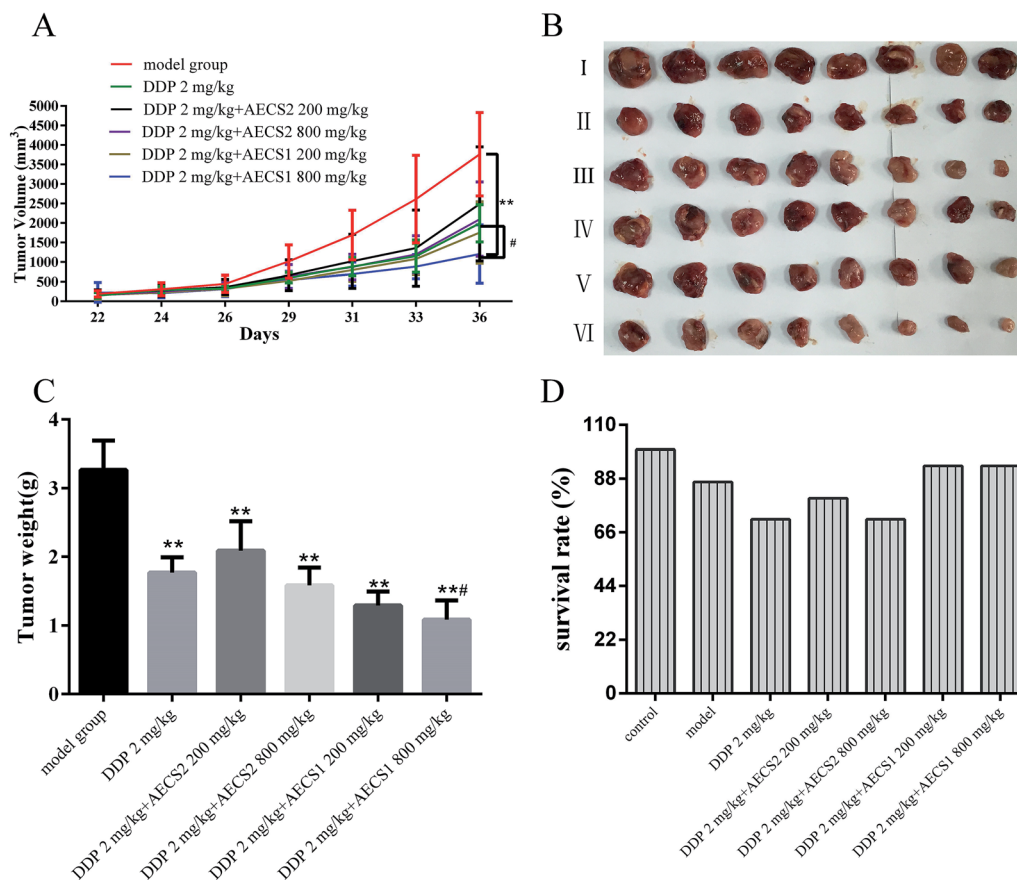 A
model group
DDP 2 mg/kg
DDP 2 mg/kg+AECS2 200 mg/kg
DDP 2 mg/kg+AECS2 800 mg/kg
DDP 2 mg/kg+AECS1 200 mg/kg
DDP 2 mg/kg+AECS1 800 mg/kg
Tumor Volume (mm³)
5000
4500
4000
3500
3000
2500
2000
1500
1000
500
0
**
#
22 24 26 29 31 33 36
Days
B
I
II
III
IV
V
VI
C
Tumor weight(g)
4
3
2
1
0
**
**
**
**
**#
model group
DDP 2 mg/kg
DDP 2 mg/kg+AECS2 200 mg/kg
DDP 2 mg/kg+AECS2 800 mg/kg
DDP 2 mg/kg+AECS1 200 mg/kg
DDP 2 mg/kg+AECS1 800 mg/kg
D
survival rate (%)
110
88
66
44
22
0
control
model
DDP 2 mg/kg
DDP 2 mg/kg+AECS2 200 mg/kg
DDP 2 mg/kg+AECS2 800 mg/kg
DDP 2 mg/kg+AECS1 200 mg/kg
DDP 2 mg/kg+AECS1 800 mg/kg